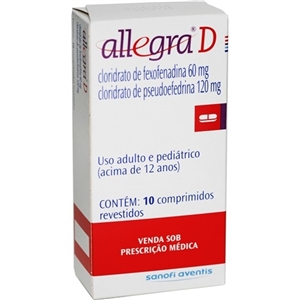 allegra® D
cloridrato de fexofenadina 60 mg
cloridrato de pseudoefedrina 120 mg
Uso adulto e pediátrico
(acima de 12 anos)
CONTÉM: 10 comprimidos
revestidos
VENDA SOB
PRESCRIÇÃO MÉDICA
sanofi aventis